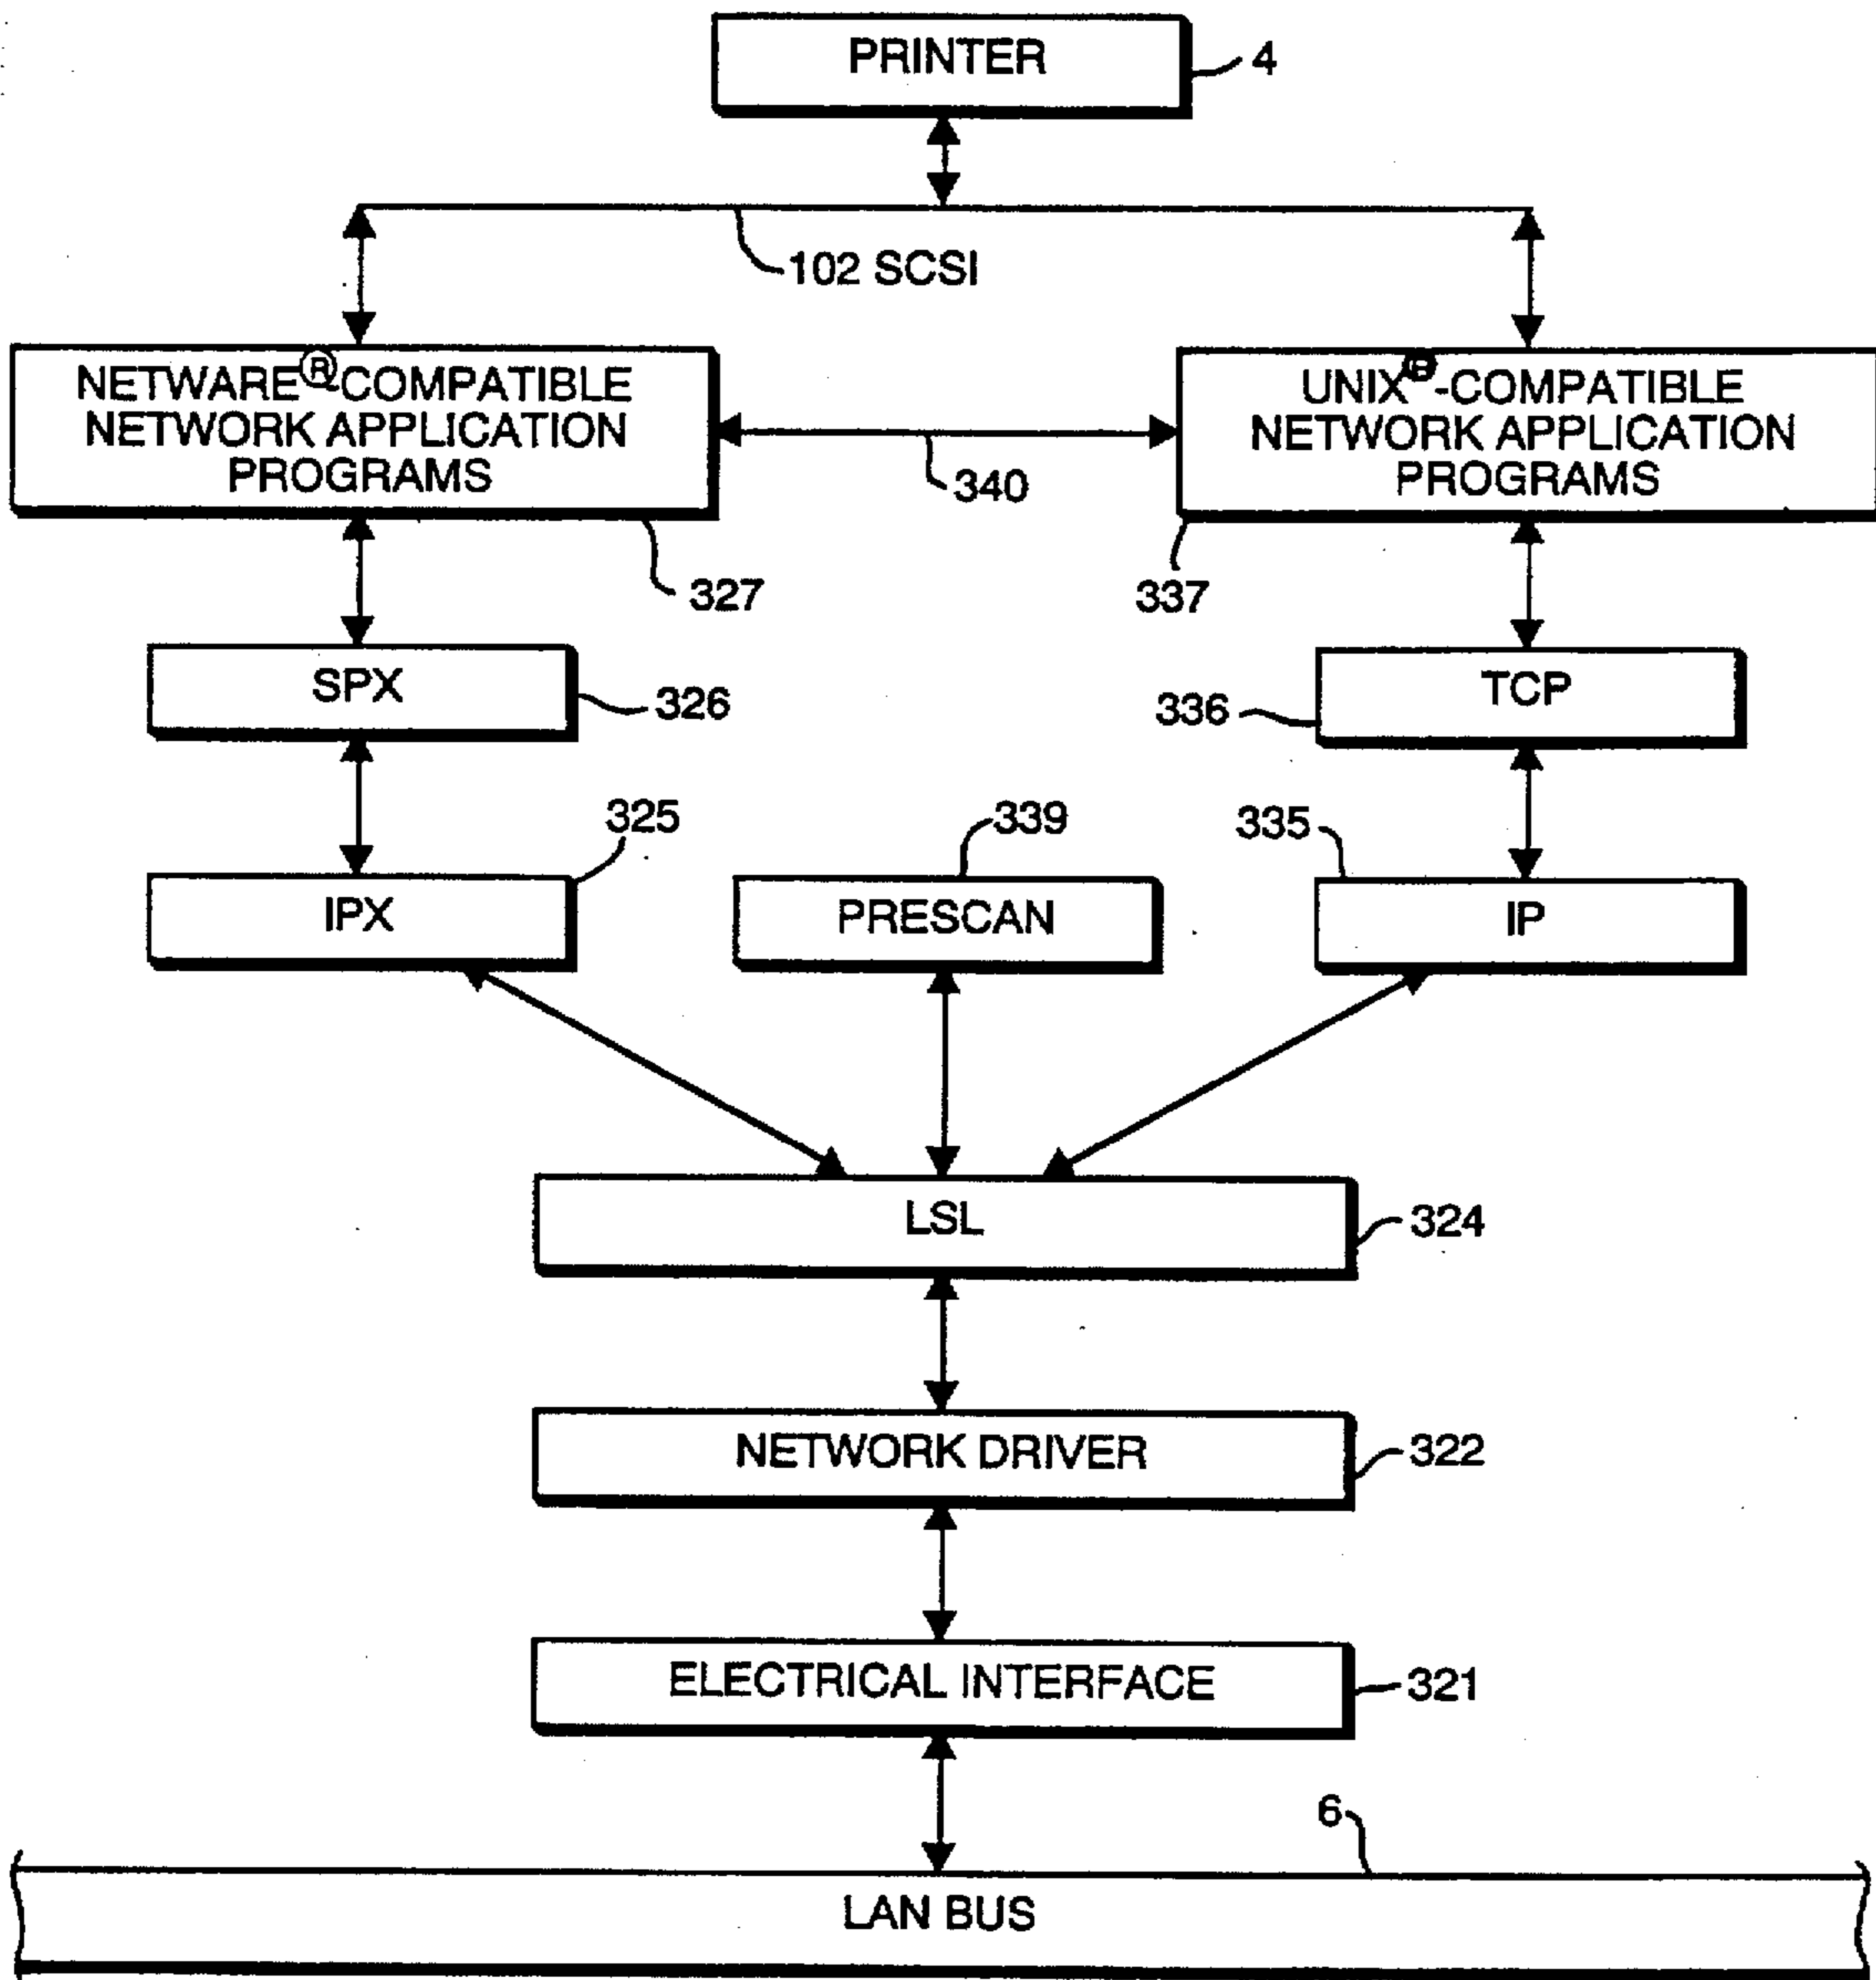 PRINTER
4
102 SCSI
NETWARE®-COMPATIBLE
NETWORK APPLICATION
PROGRAMS
UNIX®-COMPATIBLE
NETWORK APPLICATION
PROGRAMS
340
327
337
SPX
326
TCP
336
325
339
335
IPX
PRESCAN
IP
LSL
324
NETWORK DRIVER
322
ELECTRICAL INTERFACE
321
6
LAN BUS